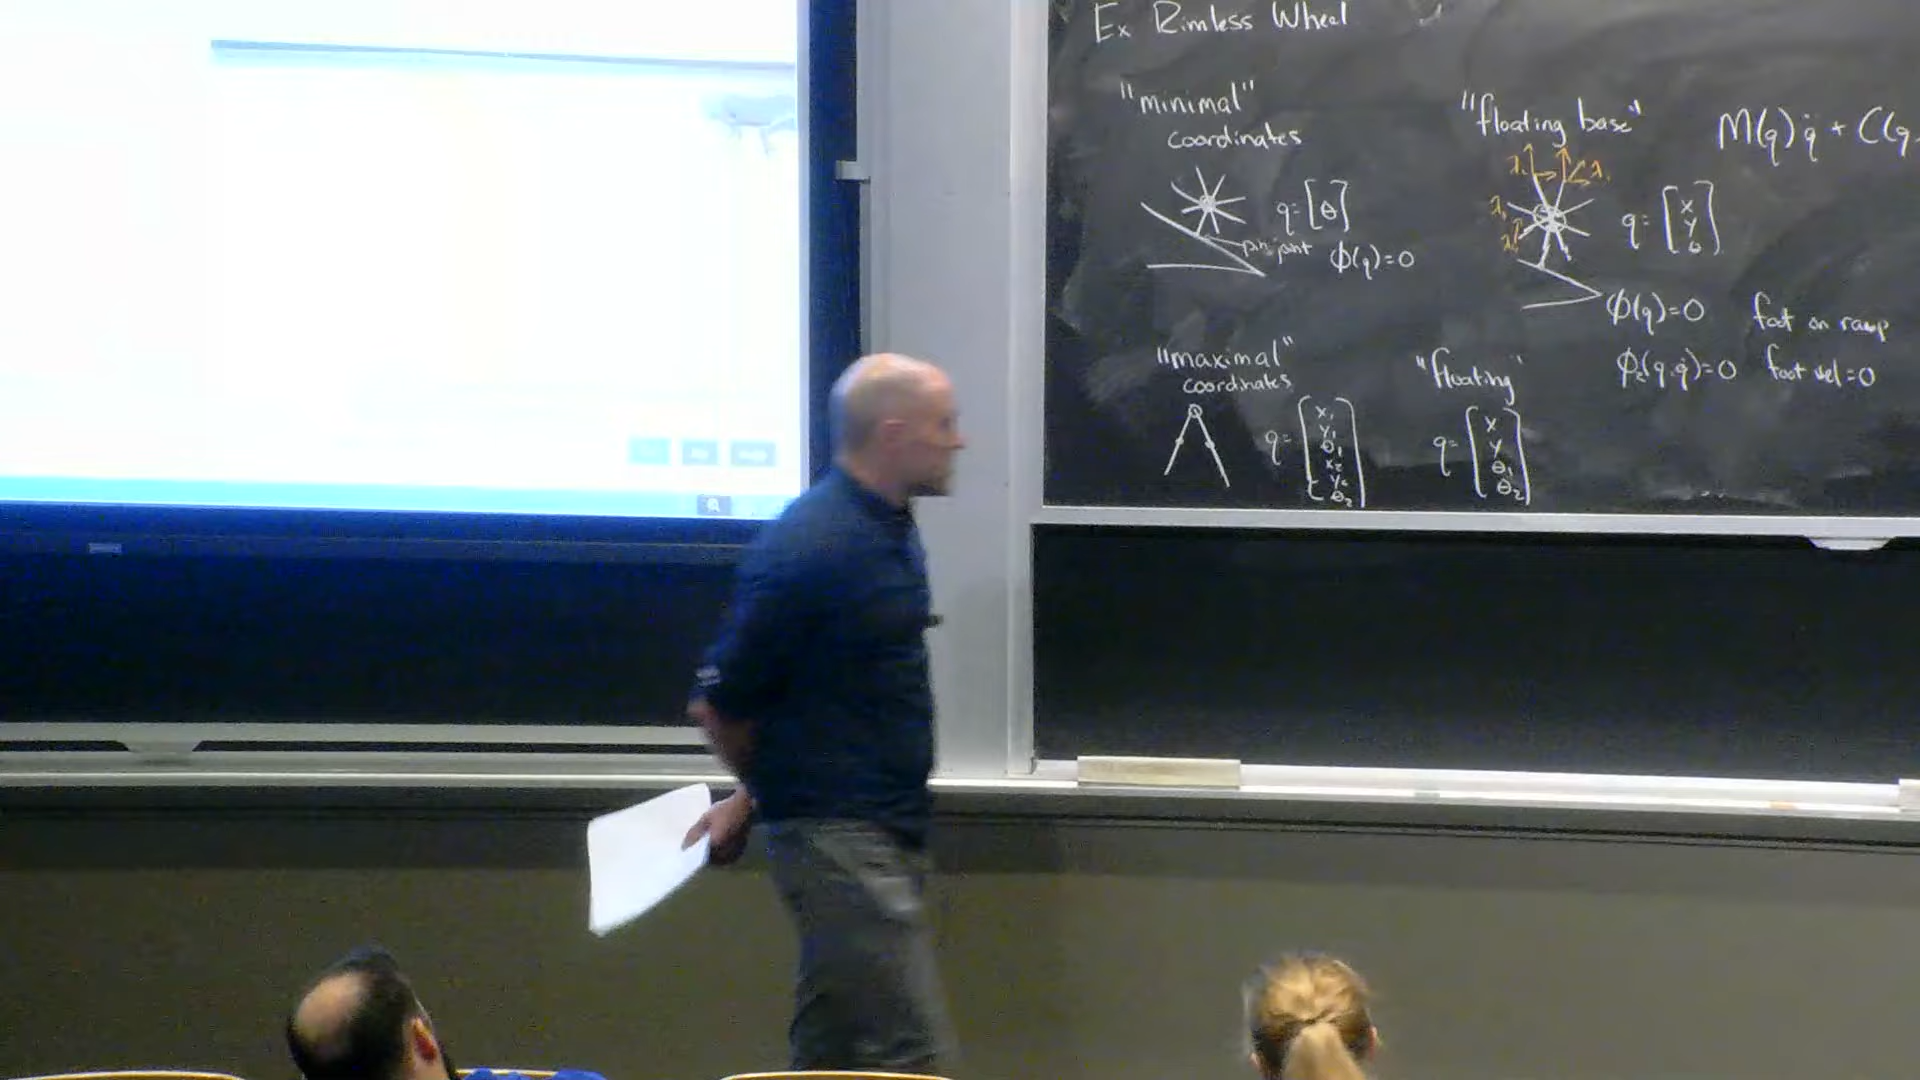 Ex Rimless Wheel
"minimal"
coordinates
q=[θ]
pin joint
ϕ(q)=0
"floating base"
λ. λ.
λ.
λ.
q= [x
y
θ]
M(q)q̇ + C(q,
ϕ(q)=0 foot on ramp
ϕ₂(q,q̇)=0 foot vel=0
"maximal"
coordinates
q= [x₁
y₁
θ₁
x₂
y₂
θ₂]
"floating"
q= [x
y
θ₁
θ₂]